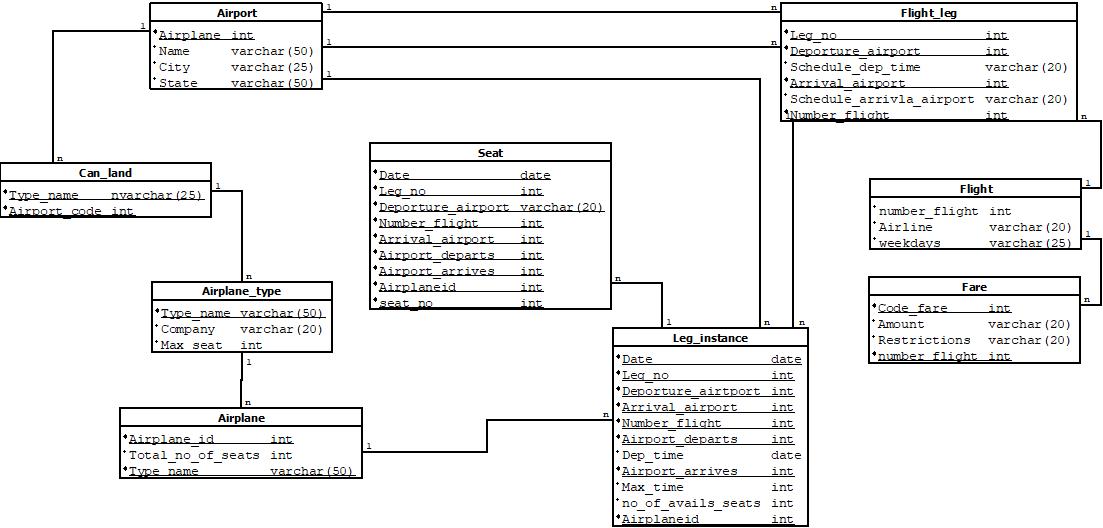 Airport
Airplane int
Name varchar(50)
City varchar(25)
State varchar(50)
1
1
1
1
n
n
Flight_leg
Leg_no int
Deporture_airport int
Schedule_dep_time varchar(20)
Arrival_airport int
Schedule_arrivla_airport varchar(20)
Number_flight int
1
n
n
Can_land
Type_name nvarchar(25)
Airport_code int
1
Seat
Date date
Leg_no int
Deporture_airport varchar(20)
Number_flight int
Arrival_airport int
Airport_departs int
Airport_arrives int
Airplaneid int
seat_no int
n
1
Flight
number_flight int
Airline varchar(20)
weekdays varchar(25)
1
1
n
Airplane_type
Type_name varchar(50)
Company varchar(20)
Max_seat int
1
Fare
Code_fare int
Amount varchar(20)
Restrictions varchar(20)
number_flight int
n
n
n
Leg_instance
Date date
Leg_no int
Deporture_airtport int
Arrival_airport int
Number_flight int
Airport_departs int
Dep_time date
Airport_arrives int
Max_time int
no_of_avails_seats int
Airplaneid int
n
n
Airplane
Airplane_id int
Total_no_of_seats int
Type_name varchar(50)
1